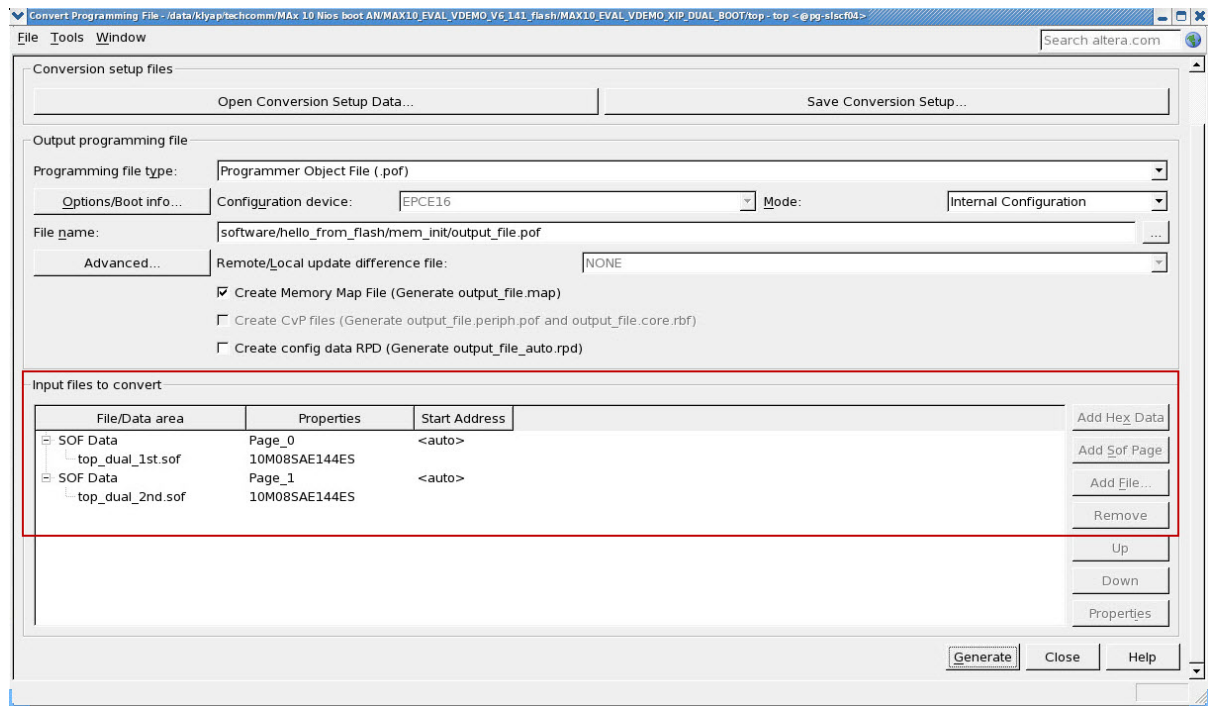 Convert Programming File - /data/klyap/techcomm/MAx 10 Nios boot AN/MAX10_EVAL_VDEMO_V6_141_flash/MAX10_EVAL_VDEMO_XIP_DUAL_BOOT/top - top <@pg-slscf04>
File Tools Window
Search altera.com
Conversion setup files
Open Conversion Setup Data... Save Conversion Setup...
Output programming file
Programming file type: Programmer Object File (.pof)
Options/Boot info... Configuration device: EPCE16 Mode: Internal Configuration
File name: software/hello_from_flash/mem_init/output_file.pof ...
Advanced... Remote/Local update difference file: NONE
Create Memory Map File (Generate output_file.map)
Create CvP files (Generate output_file.periph.pof and output_file.core.rbf)
Create config data RPD (Generate output_file_auto.rpd)
Input files to convert
File/Data area Properties Start Address Add Hex Data
SOF Data Page_0 <auto>
top_dual_1st.sof 10M08SAE144ES Add Sof Page
SOF Data Page_1 <auto> Add File...
top_dual_2nd.sof 10M08SAE144ES
Remove
Up
Down
Properties
Generate Close Help